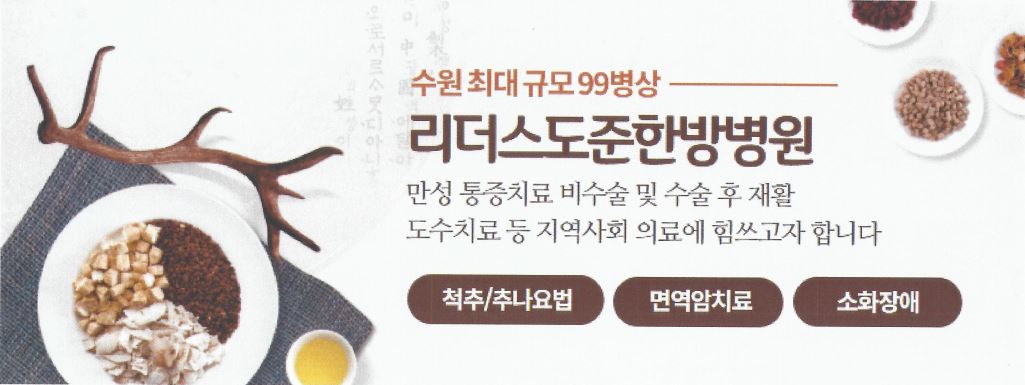 수원 최대 규모 99병상
리더스도준한방병원
만성 통증치료 비수술 및 수술 후 재활
도수치료 등 지역사회 의료에 힘쓰고자 합니다
척추/추나요법
면역암치료
소화장애